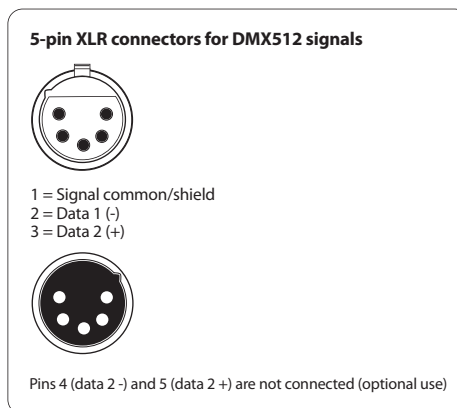 5-pin XLR connectors for DMX512 signals
1 = Signal common/shield
2 = Data 1 (-)
3 = Data 2 (+)
Pins 4 (data 2 -) and 5 (data 2 +) are not connected (optional use)